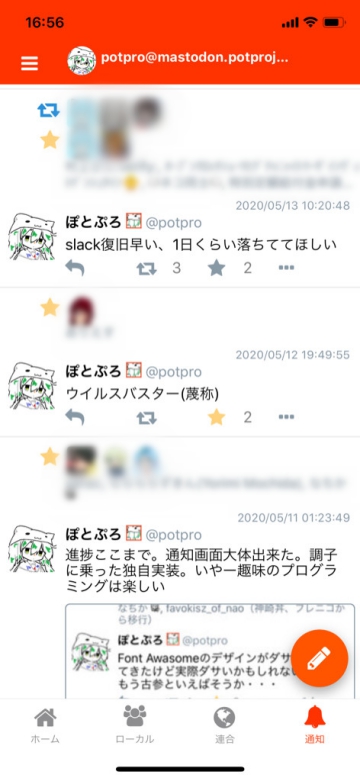 16:56
potpro@mastodon.potproj...
2020/05/13 10:20:48
ぽとぷろ @potpro
slack復旧早い、1日くらい落ちててほしい
3 2
2020/05/12 19:49:55
ぽとぷろ @potpro
ウイルスバスター(蔑称)
2
2020/05/11 01:23:49
ぽとぷろ @potpro
進捗ここまで。通知画面大体出来た。調子
に乗った独自実装。いや一趣味のプログラ
ミングは楽しい
なちか , favokisz_of_nao（神崎丼、フレニコか
ら移行）
ぽとぷろ @potpro
Font Awasomeのデザインがダサ
てきたけど実際ダサいかもしれな
もう古参といえばそうか・・・
ホーム ローカル 連合 通知